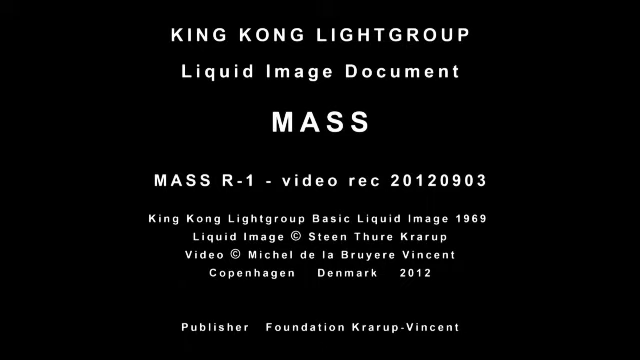 KING KONG LIGHTGROUP
Liquid Image Document
MASS
MASS R-1 - video rec 20120903
King Kong Lightgroup Basic Liquid Image 1969
Liquid Image © Steen Thure Krarup
Video © Michel de la Bruyere Vincent
Copenhagen Denmark 2012
Publisher Foundation Krarup-Vincent